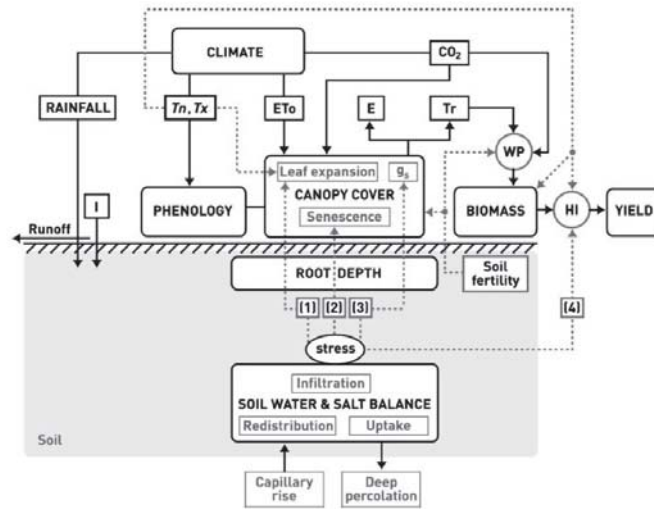 CLIMATE
CO2
RAINFALL
Tn, Tx
ETo
E
Tr
WP
Leaf expansion
gs
I
PHENOLOGY
CANOPY COVER
Senescence
BIOMASS
HI
YIELD
Runoff
ROOT DEPTH
Soil
fertility
(1) (2) (3)
(4)
stress
Infiltration
SOIL WATER & SALT BALANCE
Redistribution
Uptake
Soil
Capillary
rise
Deep
percolation